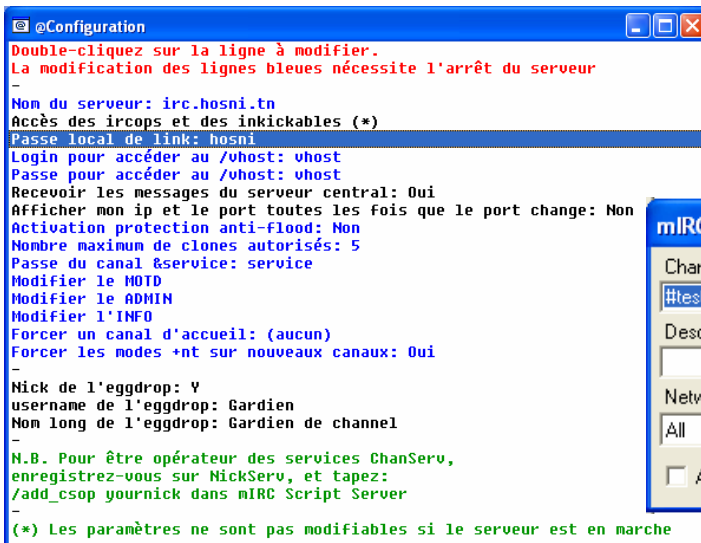 @Configuration
Double-cliquez sur la ligne à modifier.
La modification des lignes bleues nécessite l'arrêt du serveur
-
Nom du serveur: irc.hosni.tn
Accès des ircops et des inkickables (*)
Passe local de link: hosni
Login pour accéder au /vhost: vhost
Passe pour accéder au /vhost: vhost
Recevoir les messages du serveur central: Oui
Afficher mon ip et le port toutes les fois que le port change: Non
Activation protection anti-flood: Non
Nombre maximum de clones autorisés: 5
Passe du canal &service: service
Modifier le MOTD
Modifier le ADMIN
Modifier l'INFO
Forcer un canal d'accueil: (aucun)
Forcer les modes +nt sur nouveaux canaux: Oui
-
Nick de l'eggdrop: Y
username de l'eggdrop: Gardien
Nom long de l'eggdrop: Gardien de channel
-
N.B. Pour être opérateur des services ChanServ,
enregistrez-vous sur NickServ, et tapez:
/add_csop yournick dans mIRC Script Server
-
(*) Les paramètres ne sont pas modifiables si le serveur est en marche
mIRC
All